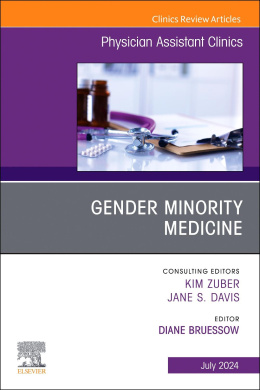 Clinics Review Articles
Physician Assistant Clinics
GENDER MINORITY
MEDICINE
CONSULTING EDITORS
KIM ZUBER
JANE S. DAVIS
EDITOR
DIANE BRUESSOW
ELSEVIER
July 2024